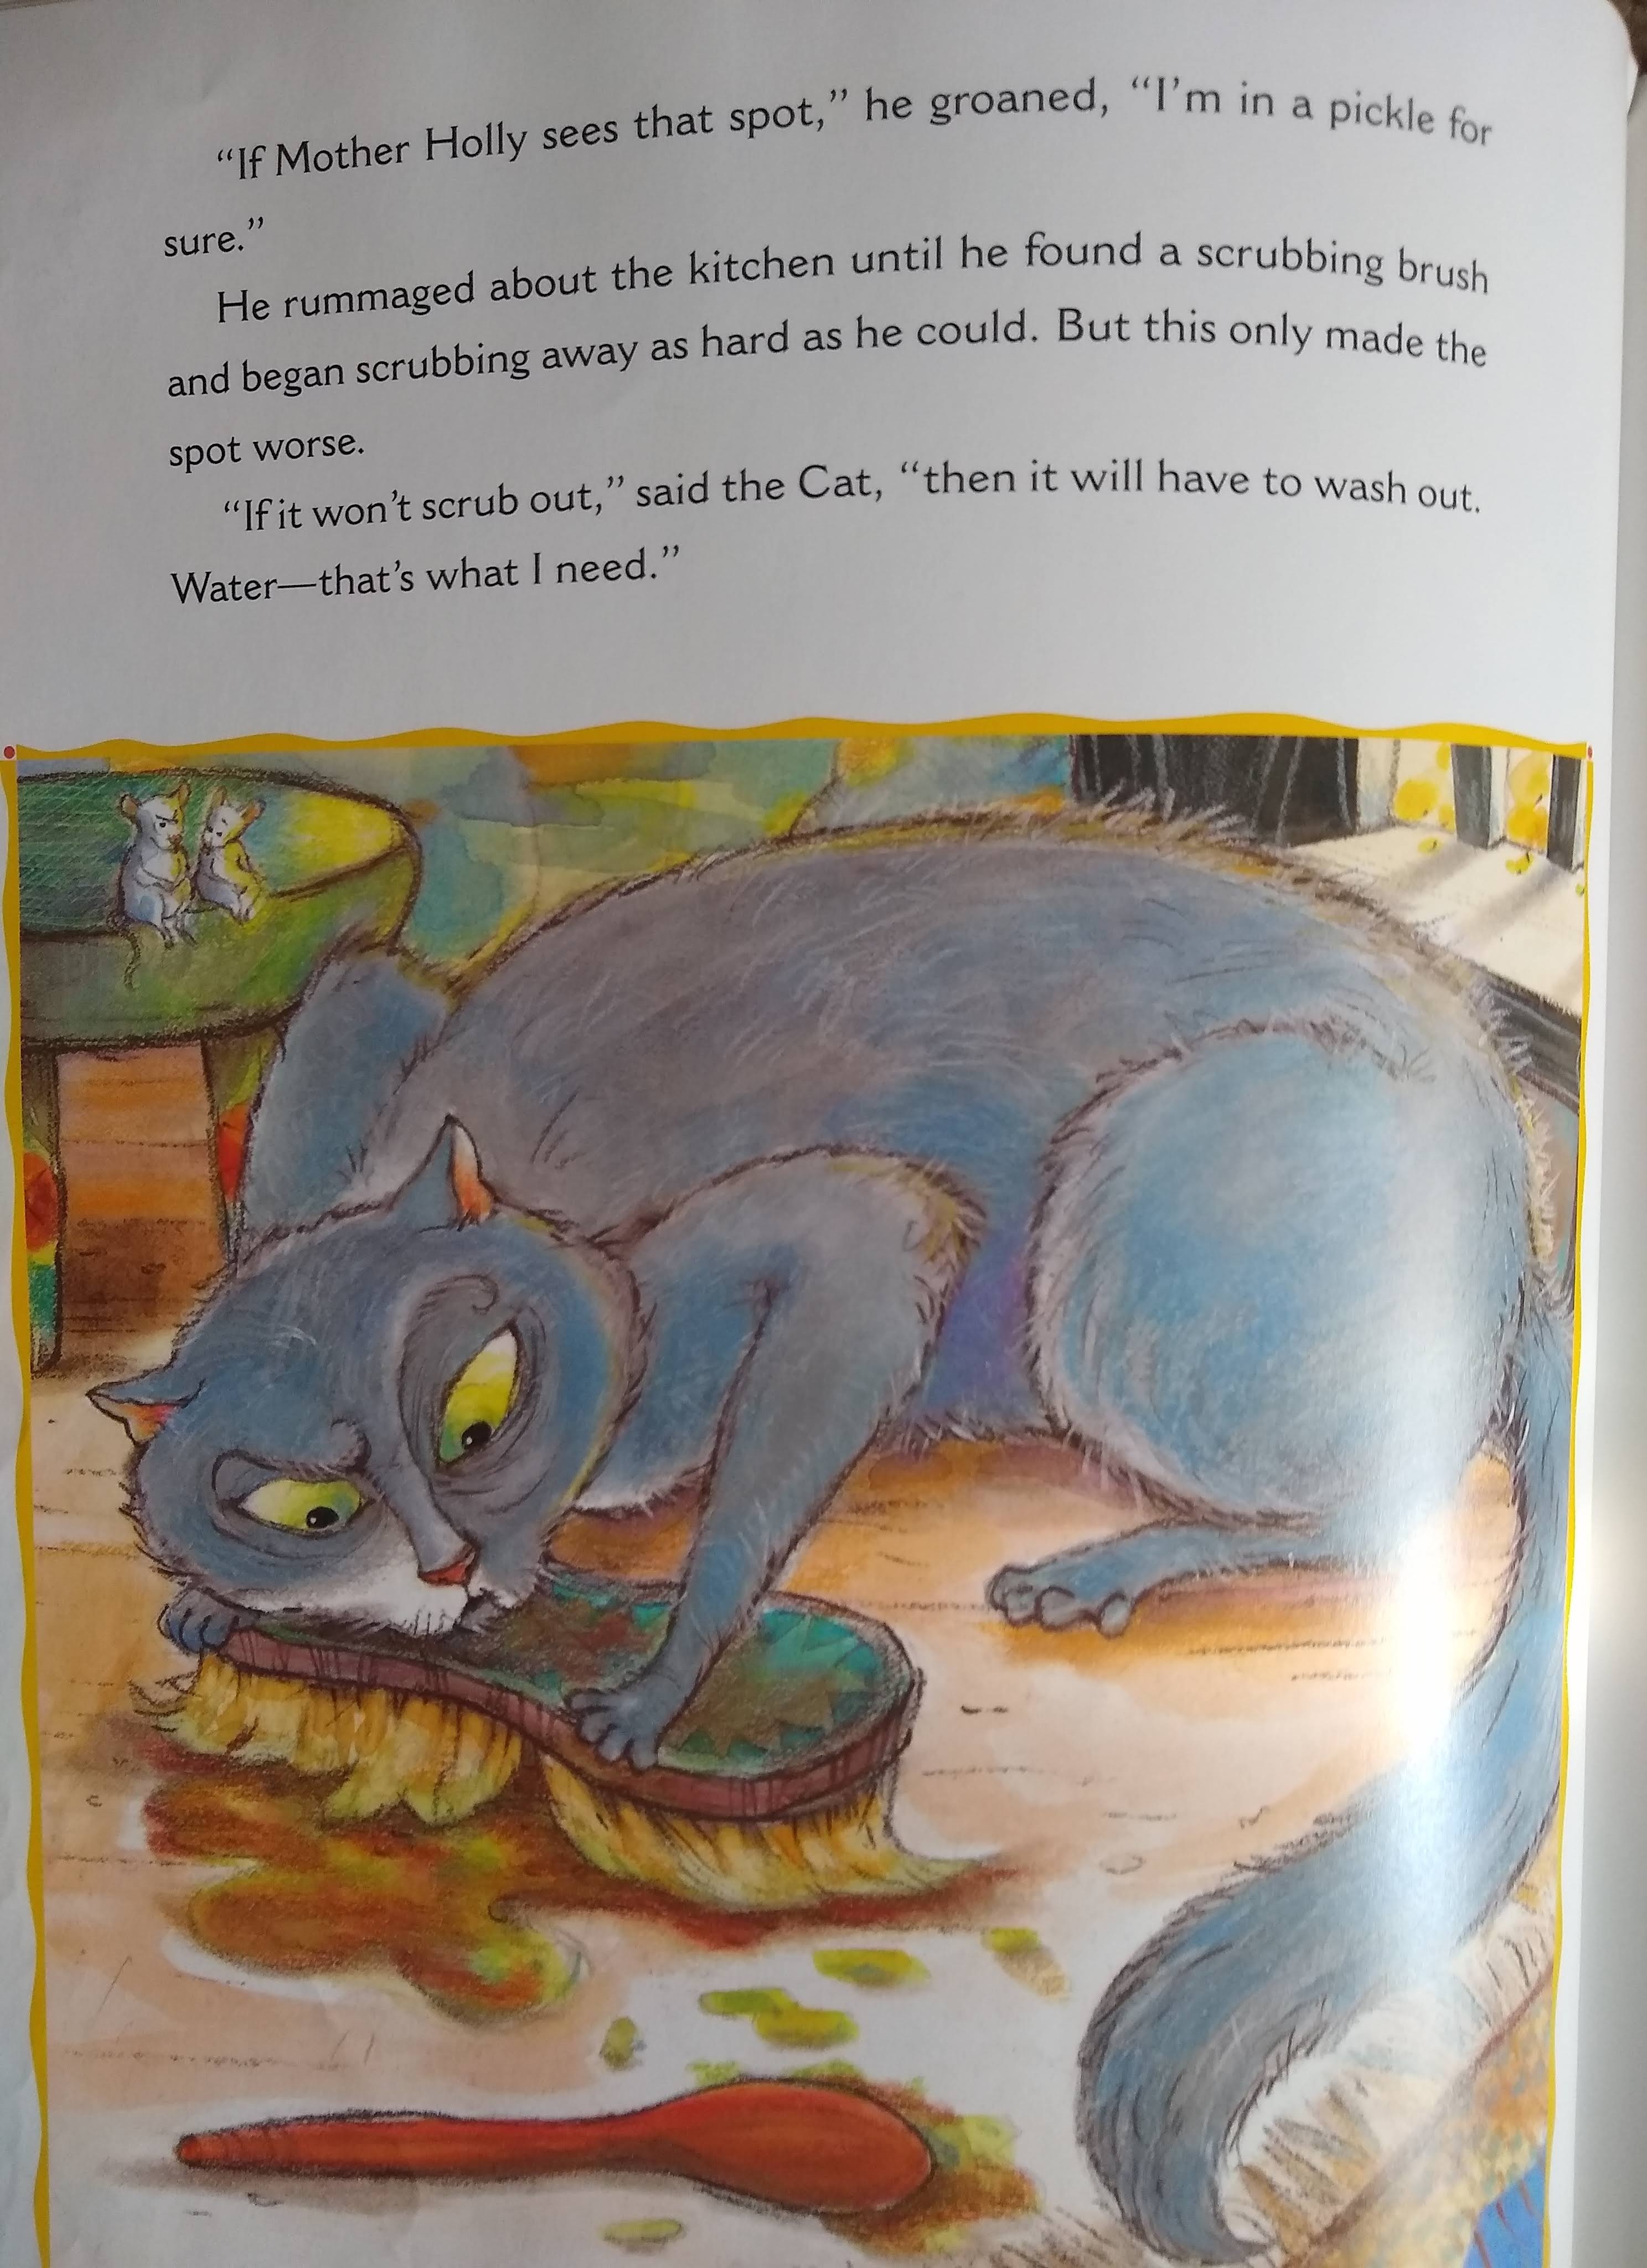 “If Mother Holly sees that spot,” he groaned, “I’m in a pickle for
sure.”
He rummaged about the kitchen until he found a scrubbing brush
and began scrubbing away as hard as he could. But this only made the
spot worse.
“If it won’t scrub out,” said the Cat, “then it will have to wash out.
Water—that’s what I need.”